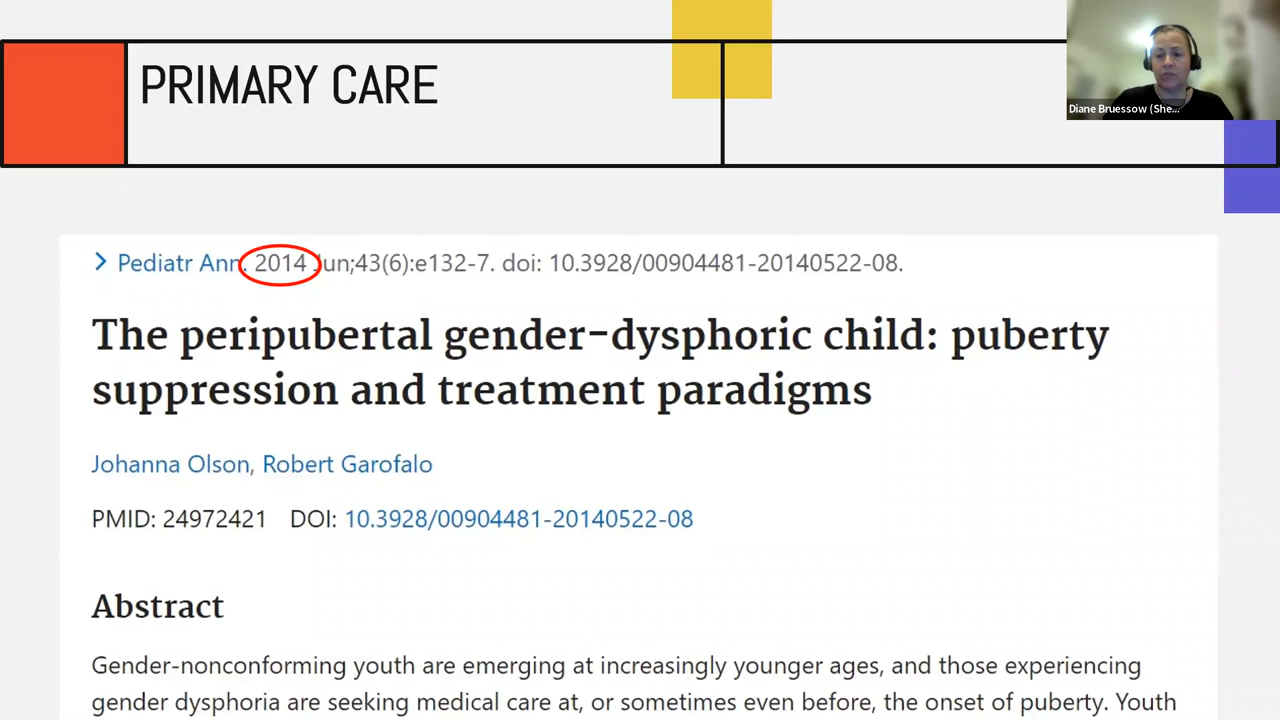 PRIMARY CARE
Diane Bruessow (She...
> Pediatr Ann. 2014 Jun;43(6):e132-7. doi: 10.3928/00904481-20140522-08.
The peripubertal gender-dysphoric child: puberty
suppression and treatment paradigms
Johanna Olson, Robert Garofalo
PMID: 24972421 DOI: 10.3928/00904481-20140522-08
Abstract
Gender-nonconforming youth are emerging at increasingly younger ages, and those experiencing
gender dysphoria are seeking medical care at, or sometimes even before, the onset of puberty. Youth